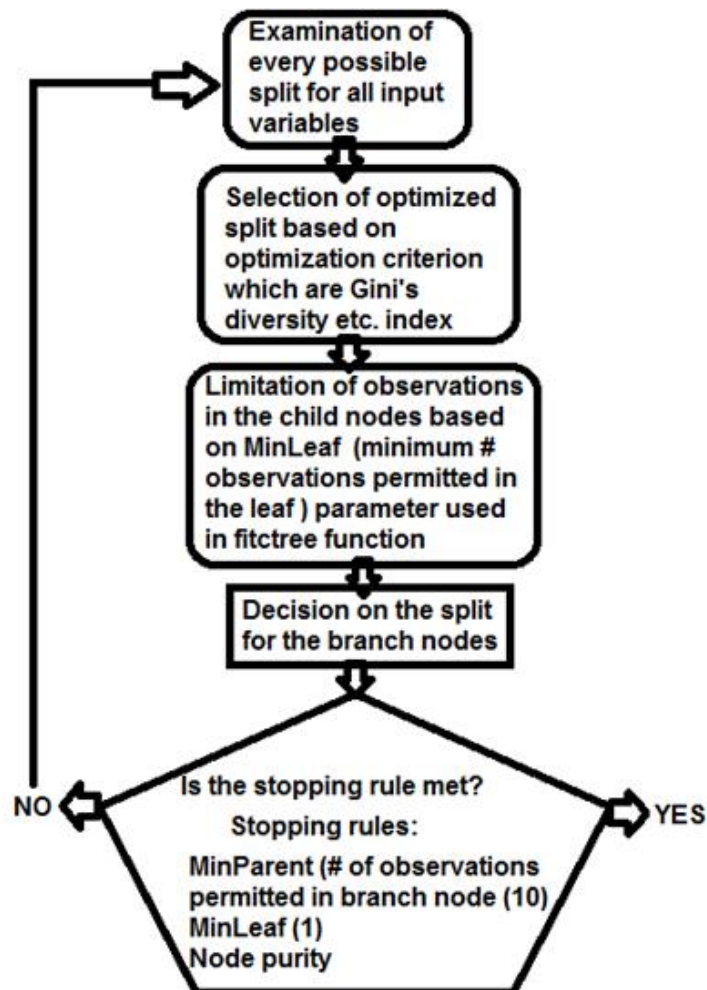 Examination of
every possible
split for all input
variables
Selection of optimized
split based on
optimization criterion
which are Gini's
diversity etc. index
Limitation of observations
in the child nodes based
on MinLeaf (minimum #
observations permitted in
the leaf ) parameter used
in fitctree function
Decision on the split
for the branch nodes
Is the stopping rule met?
NO
YES
Stopping rules:
MinParent (# of observations
permitted in branch node (10)
MinLeaf (1)
Node purity